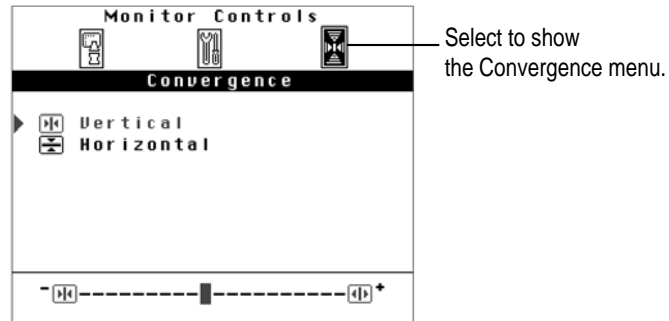 Monitor Controls
Select to show
the Convergence menu.
Convergence
Vertical
Horizontal
- +